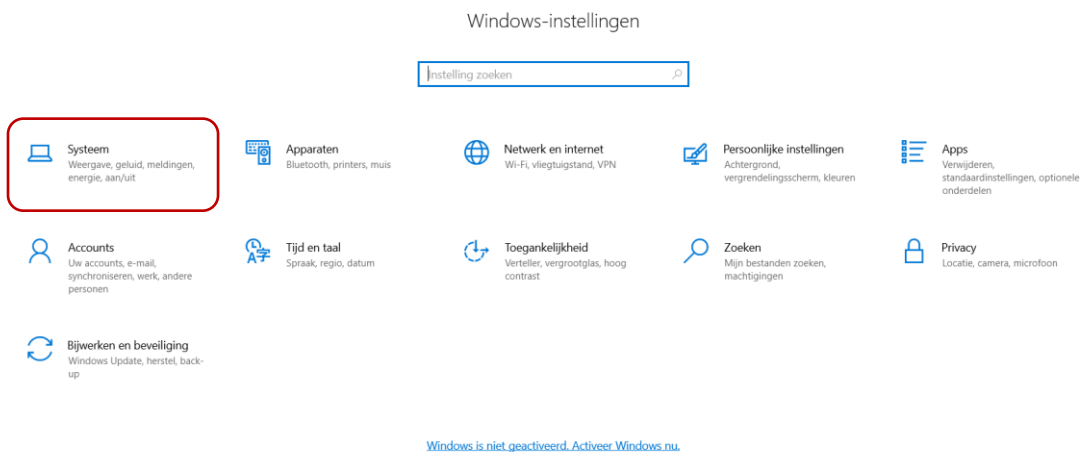 Windows-instellingen
Instelling zoeken
Systeem
Weergave, geluid, meldingen,
energie, aan/uit
Apparaten
Bluetooth, printers, muis
Netwerk en internet
Wi-Fi, vliegtuigstand, VPN
Persoonlijke instellingen
Achtergrond,
vergrendelingsscherm, kleuren
Apps
Verwijderen,
standaardinstellingen, optionele
onderdelen
Accounts
Uw accounts, e-mail,
synchroniseren, werk, andere
personen
Tijd en taal
Spraak, regio, datum
Toegankelijkheid
Verteller, vergrootglas, hoog
contrast
Zoeken
Mijn bestanden zoeken,
machtigingen
Privacy
Locatie, camera, microfoon
Bijwerken en beveiliging
Windows Update, herstel, back-
up
Windows is niet geactiveerd. Activeer Windows nu.